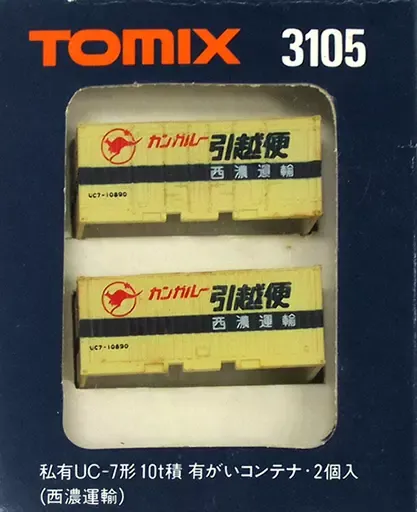 TOMIX 3105
カンガルー引越便
西濃運輸
UC7-10890
カンガルー引越便
西濃運輸
UC7-10890
私有UC-7形 10t積 有がいコンテナ・2個入
(西濃運輸)